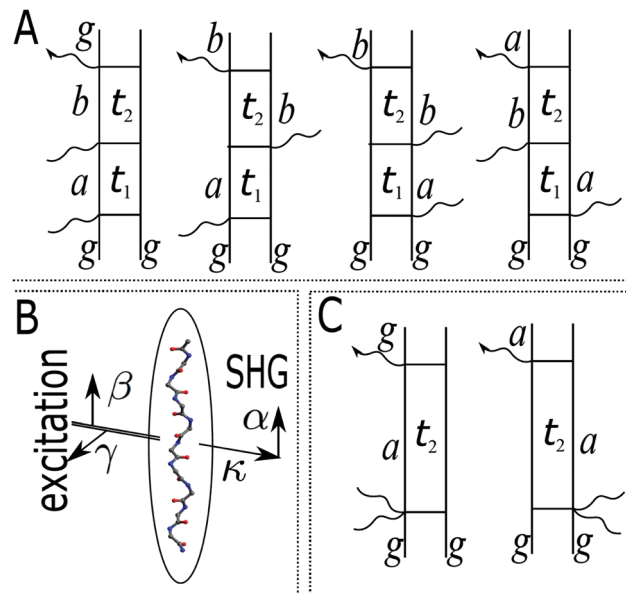 A
g b b a
b t2 t2 b t2 b b t2
a t1 a t1 t1 a t1 a
g g g g g g g g
B
excitation
β
γ
SHG
α
κ
C
g a
a t2 t2 a
g g g g